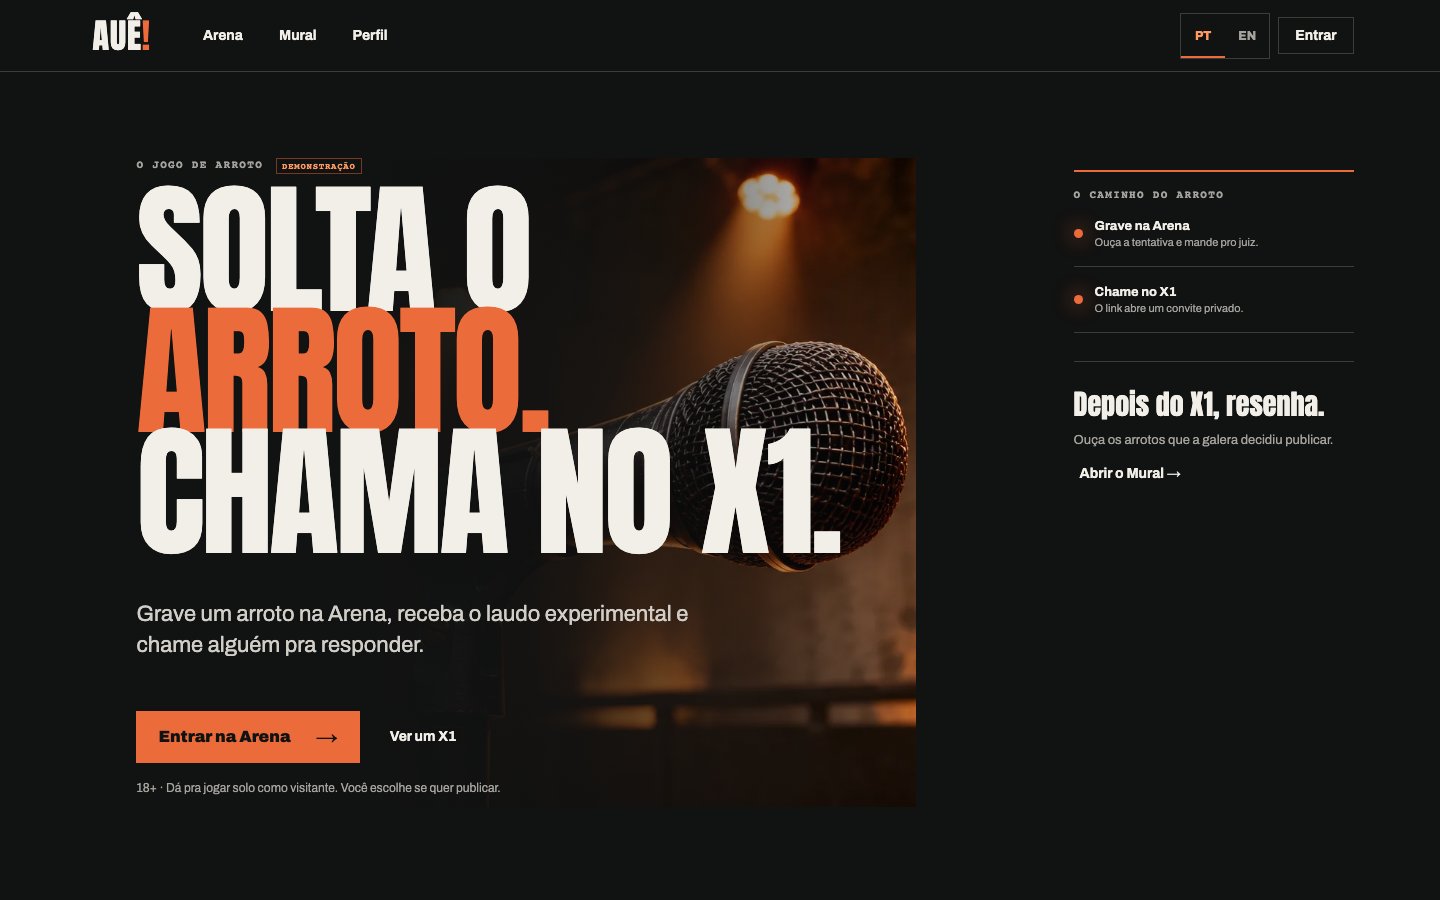 AUÊ!
Arena
Mural
Perfil
PT
EN
Entrar
O JOGO DE ARROTO
DEMONSTRAÇÃO
SOLTA O
ARROTO.
CHAMA NO X1.
Grave um arroto na Arena, receba o laudo experimental e
chame alguém pra responder.
Entrar na Arena →
Ver um X1
18+ · Dá pra jogar solo como visitante. Você escolhe se quer publicar.
O CAMINHO DO ARROTO
Grave na Arena
Ouça a tentativa e mande pro juiz.
Chame no X1
O link abre um convite privado.
Depois do X1, resenha.
Ouça os arrotos que a galera decidiu publicar.
Abrir o Mural →